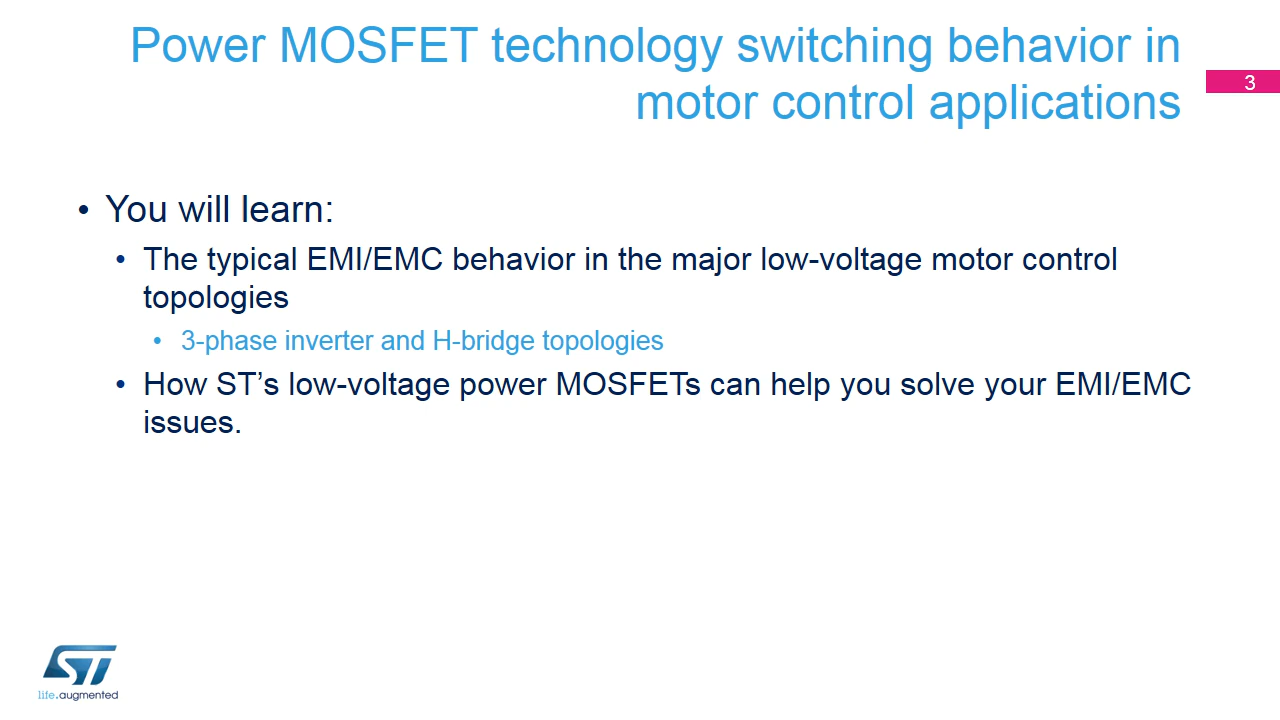 Power MOSFET technology switching behavior in
motor control applications
3
• You will learn:
• The typical EMI/EMC behavior in the major low-voltage motor control
topologies
• 3-phase inverter and H-bridge topologies
• How ST’s low-voltage power MOSFETs can help you solve your EMI/EMC
issues.
ST
life.augmented